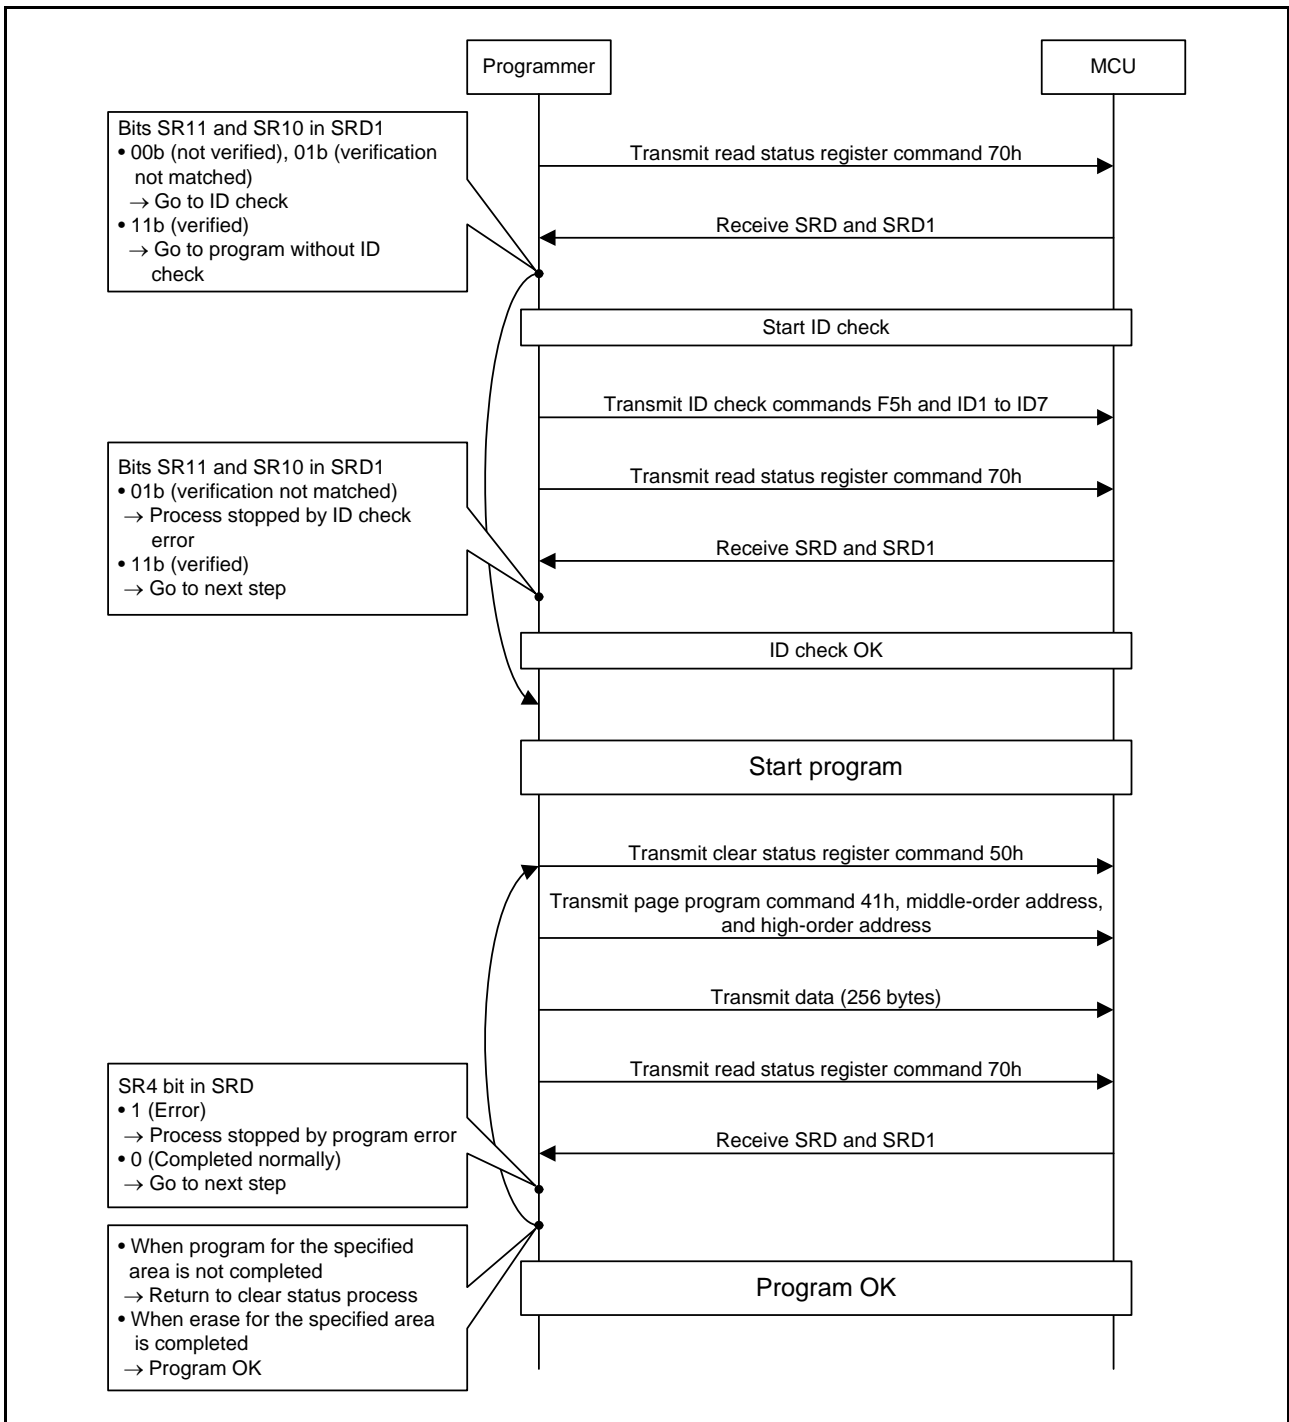 Programmer
MCU
Bits SR11 and SR10 in SRD1
• 00b (not verified), 01b (verification
not matched)
→ Go to ID check
• 11b (verified)
→ Go to program without ID
check
Transmit read status register command 70h
Receive SRD and SRD1
Start ID check
Transmit ID check commands F5h and ID1 to ID7
Bits SR11 and SR10 in SRD1
• 01b (verification not matched)
→ Process stopped by ID check
error
• 11b (verified)
→ Go to next step
Transmit read status register command 70h
Receive SRD and SRD1
ID check OK
Start program
Transmit clear status register command 50h
Transmit page program command 41h, middle-order address,
and high-order address
Transmit data (256 bytes)
Transmit read status register command 70h
SR4 bit in SRD
• 1 (Error)
→ Process stopped by program error
• 0 (Completed normally)
→ Go to next step
Receive SRD and SRD1
• When program for the specified
area is not completed
→ Return to clear status process
• When erase for the specified area
is completed
→ Program OK
Program OK